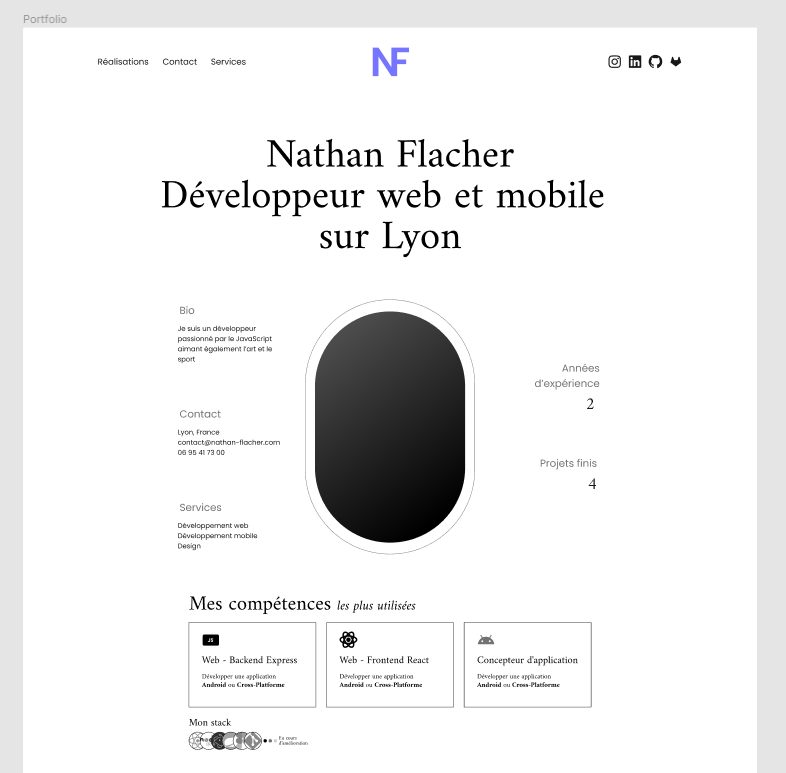 Portfolio
Réalisations Contact Services
NF
Nathan Flacher
Développeur web et mobile
sur Lyon
Bio
Je suis un développeur
passionné par le JavaScript
aimant également l'art et le
sport
Contact
Lyon, France
contact@nathan-flacher.com
06 95 41 73 00
Services
Développement web
Développement mobile
Design
Années
d'expérience
2
Projets finis
4
Mes compétences les plus utilisées
JS
Web - Backend Express
Développer une application
Android ou Cross-Platforme
Web - Frontend React
Développer une application
Android ou Cross-Platforme
Concepteur d'application
Développer une application
Android ou Cross-Platforme
Mon stack
En cours
d'amélioration